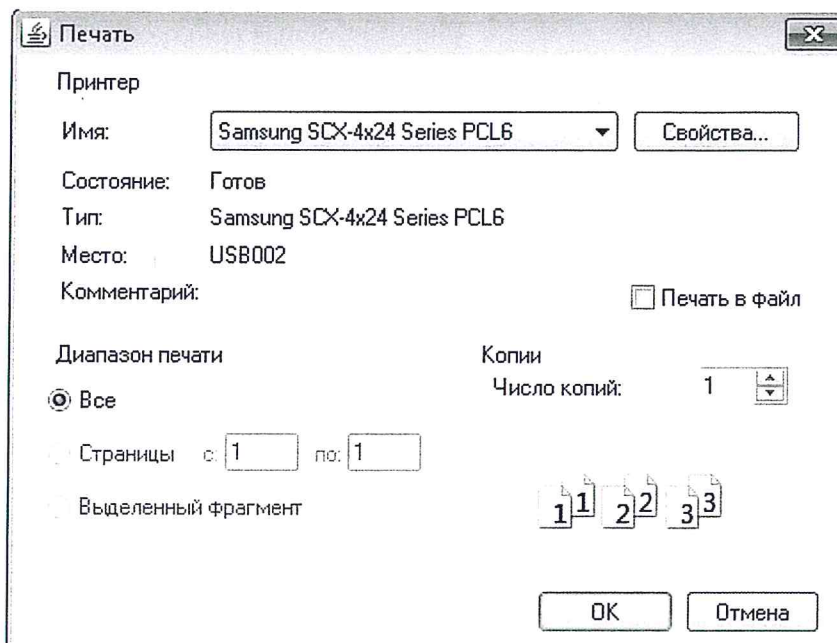 Печать
Принтер
Имя: Samsung SCX-4x24 Series PCL6 Свойства...
Состояние: Готов
Тип: Samsung SCX-4x24 Series PCL6
Место: USB002
Комментарий:
Печать в файл
Диапазон печати Копии
Все Число копий: 1
Страницы с: 1 по: 1
Выделенный фрагмент
1 1 2 2 3 3
OK Отмена